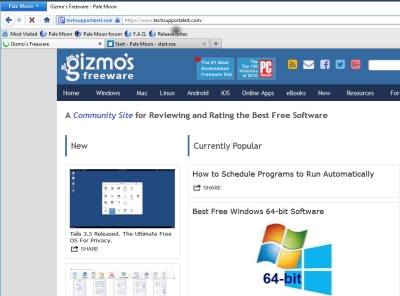 Pale Moon
Gizmo's Freeware - Pale Moon
techsupportalert.com
https://www.techsupportalert.com/
Most Visited
Pale Moon
Pale Moon forum
F.A.Q.
Release notes
Gizmo's Freeware
Start - Pale Moon - start.me
gizmo's
freeware
The #1 Most
Bookmarked
Freeware Site
The
Top 100
Websites
of 2016
PC
Home Windows Mac Linux Android iOS Online Apps eBooks New Resources For
A Community Site for Reviewing and Rating the Best Free Software
New
Currently Popular
How to Schedule Programs to Run Automatically
SHARE
Tails 3.5 Released. The Ultimate Free
OS For Privacy.
SHARE
Best Free Windows 64-bit Software
64-bit